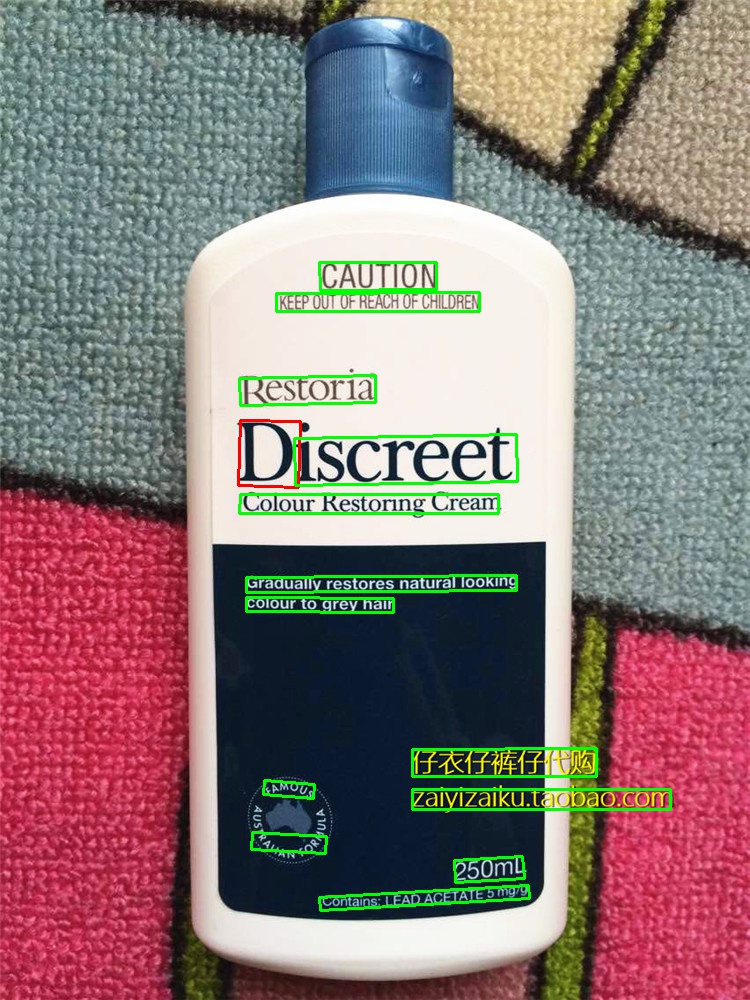 CAUTION
KEEP OUT OF REACH OF CHILDREN
Restoria
Discreet
Colour Restoring Cream
Gradually restores natural looking
colour to grey hair
仔衣仔裤仔代购
zaiyizaiku.taobao.com
FAMOUS
AUSTRALIAN FORMULA
250mL
Contains: LEAD ACETATE 5 mg/g